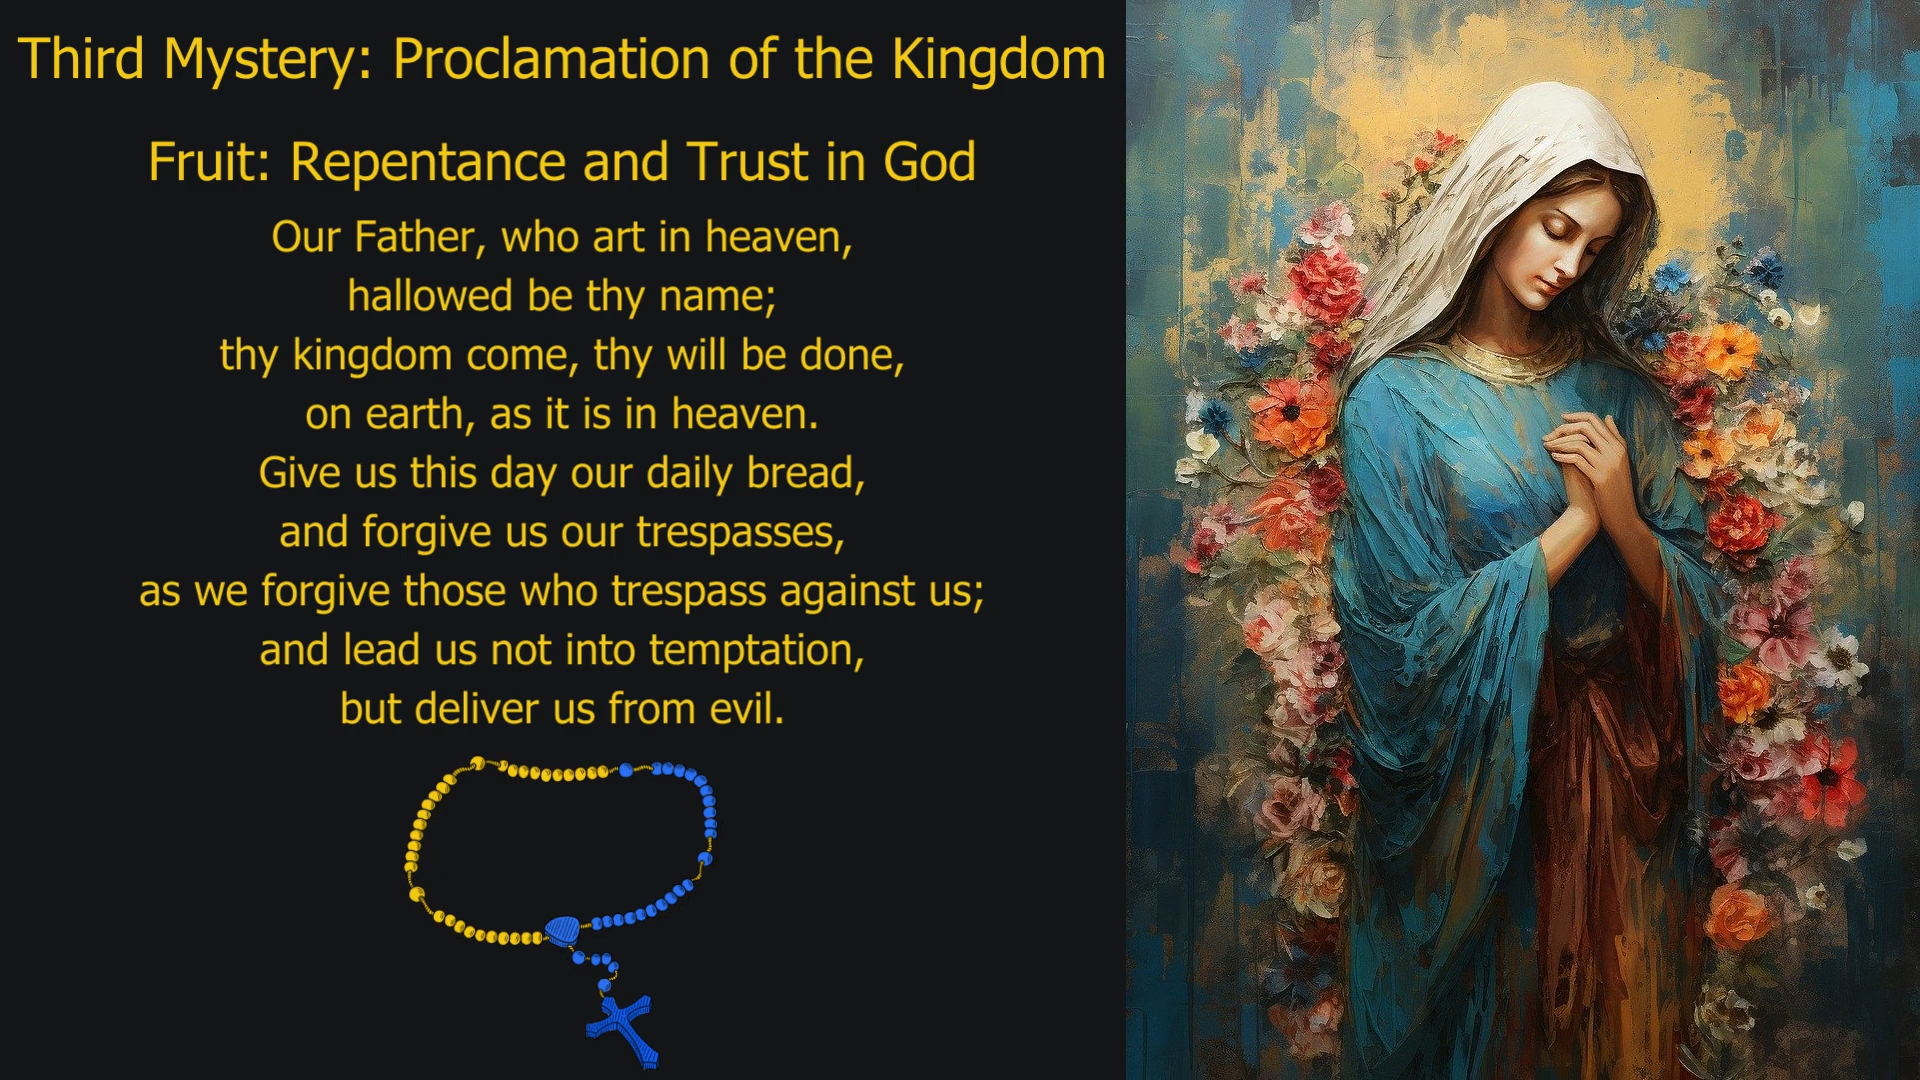 Third Mystery: Proclamation of the Kingdom
Fruit: Repentance and Trust in God
Our Father, who art in heaven,
hallowed be thy name;
thy kingdom come, thy will be done,
on earth, as it is in heaven.
Give us this day our daily bread,
and forgive us our trespasses,
as we forgive those who trespass against us;
and lead us not into temptation,
but deliver us from evil.